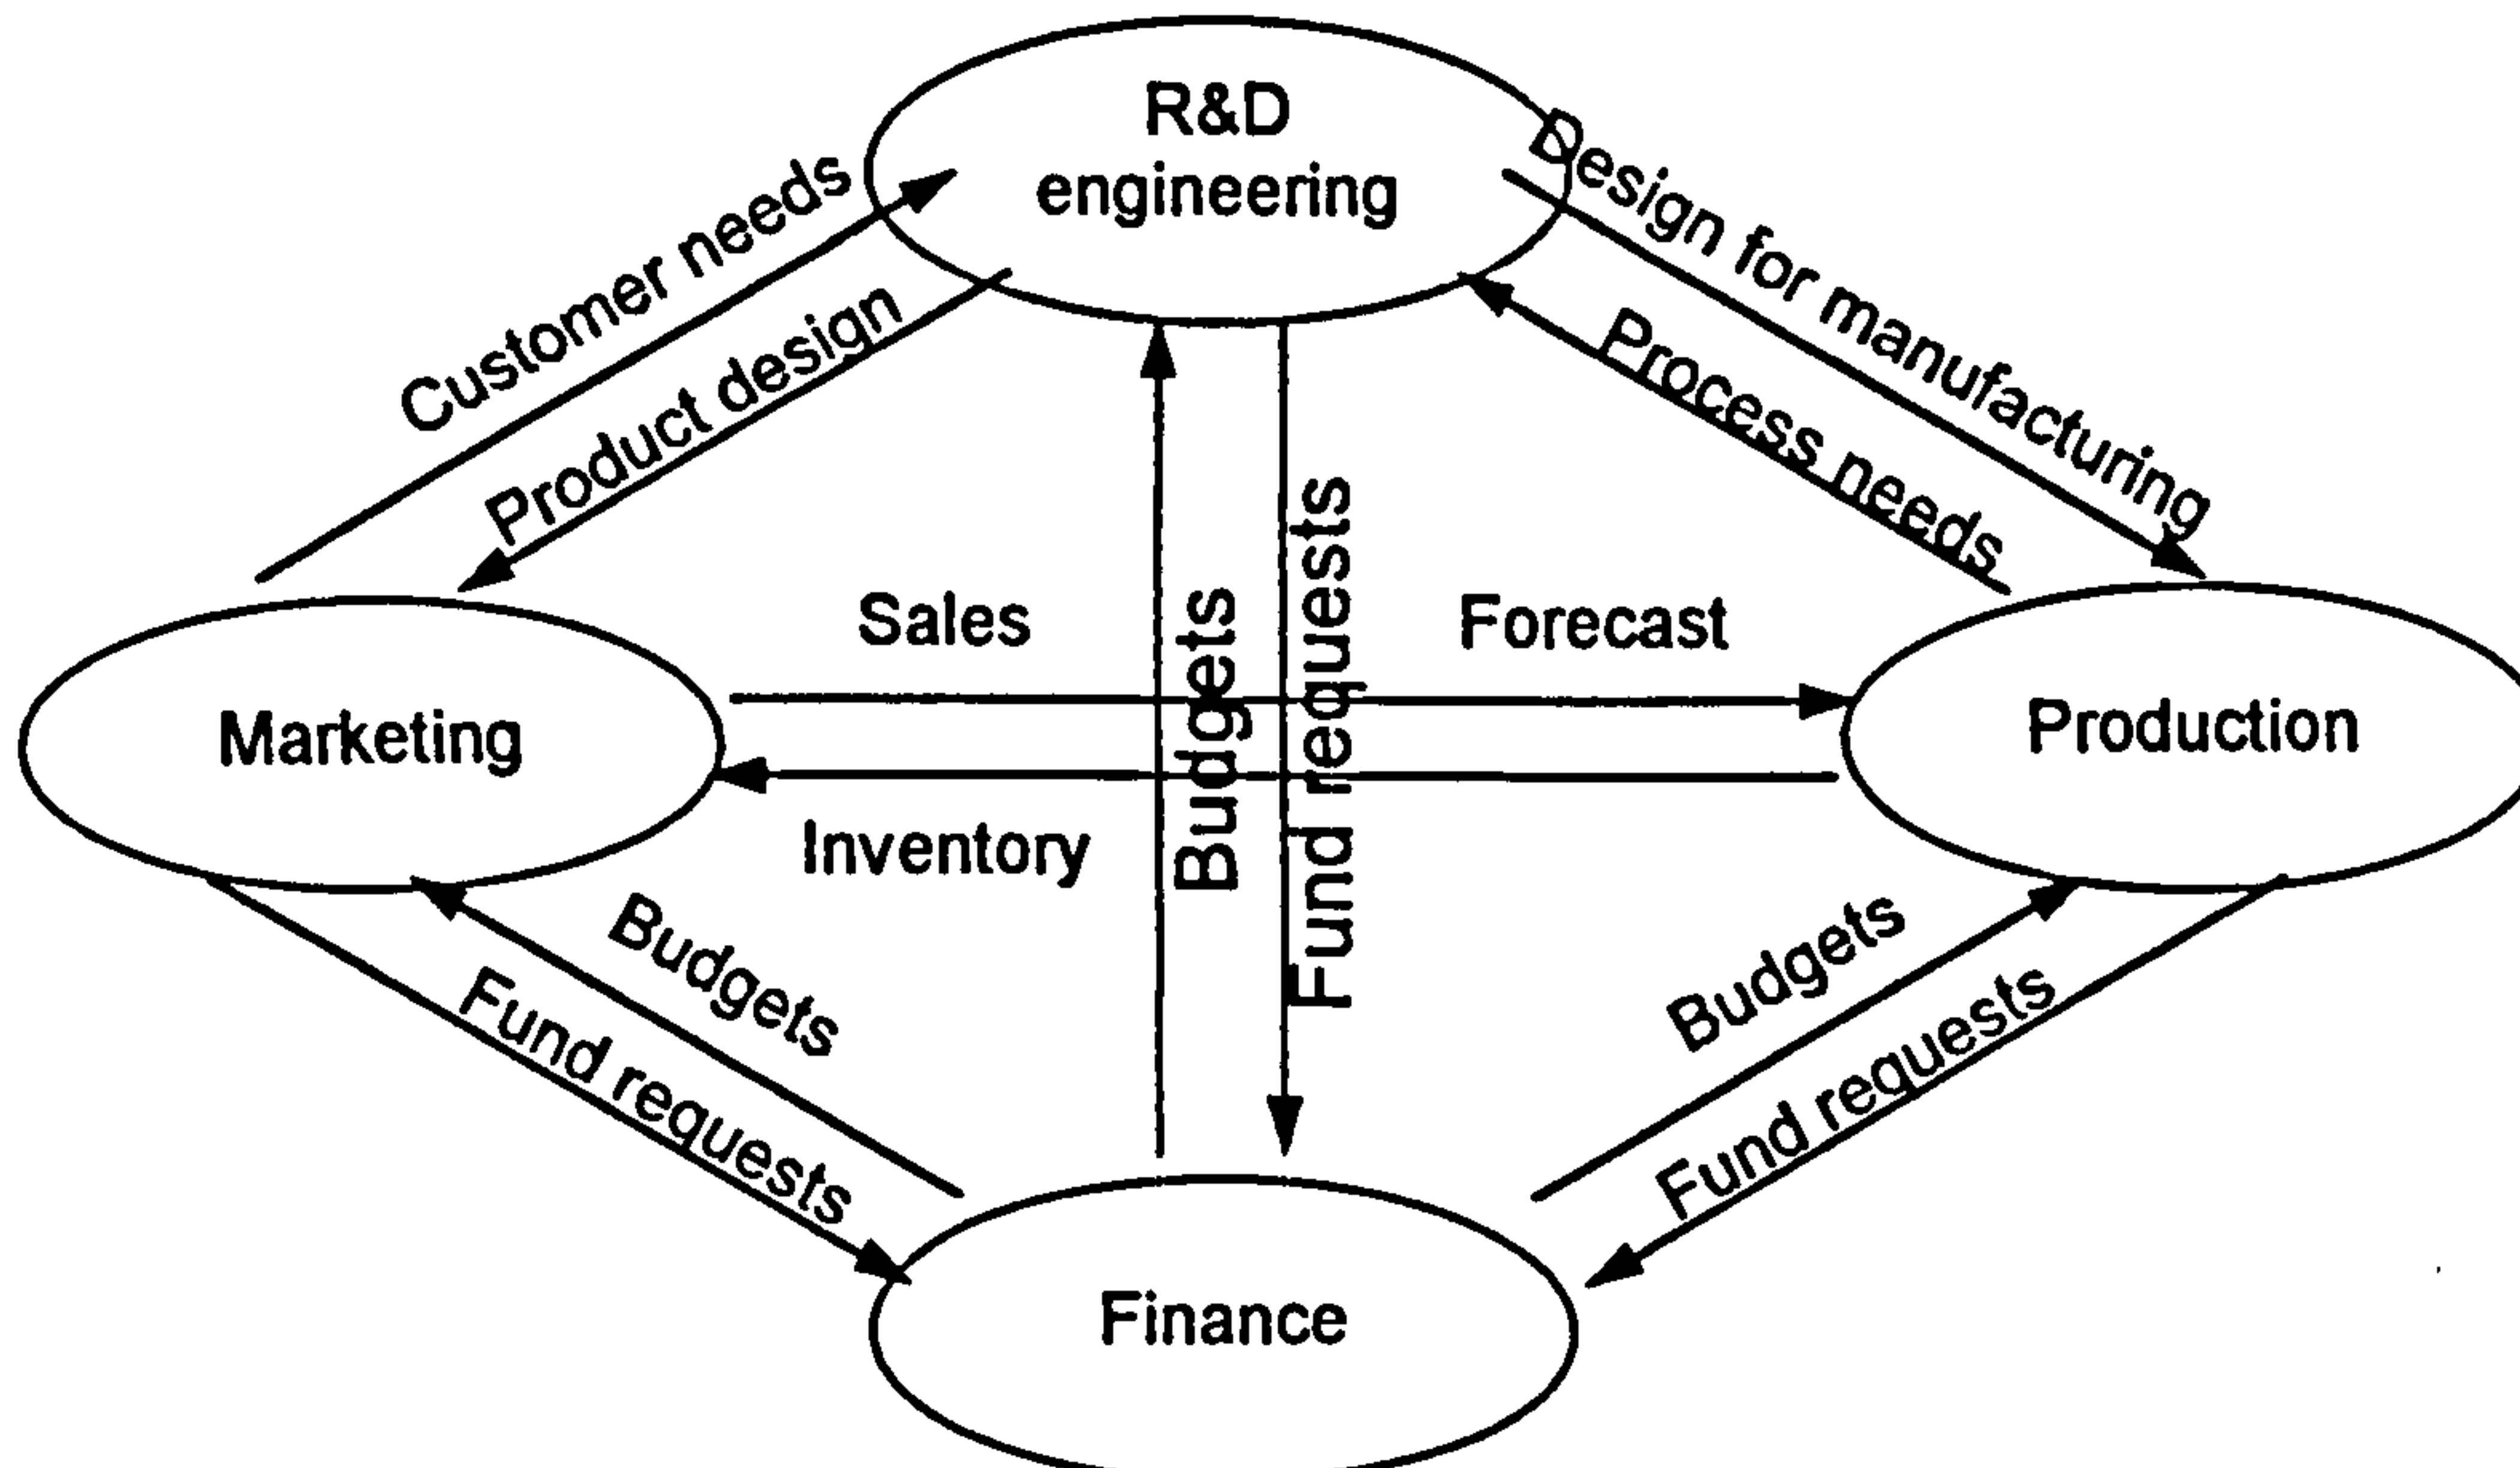 R&D
engineering
Customer needs
Product design
Design for manufacturing
Process needs
Sales
Forecast
Marketing
Production
Inventory
Budgets
Fund requests
Budgets
Fund requests
Budgets
Fund requests
Finance